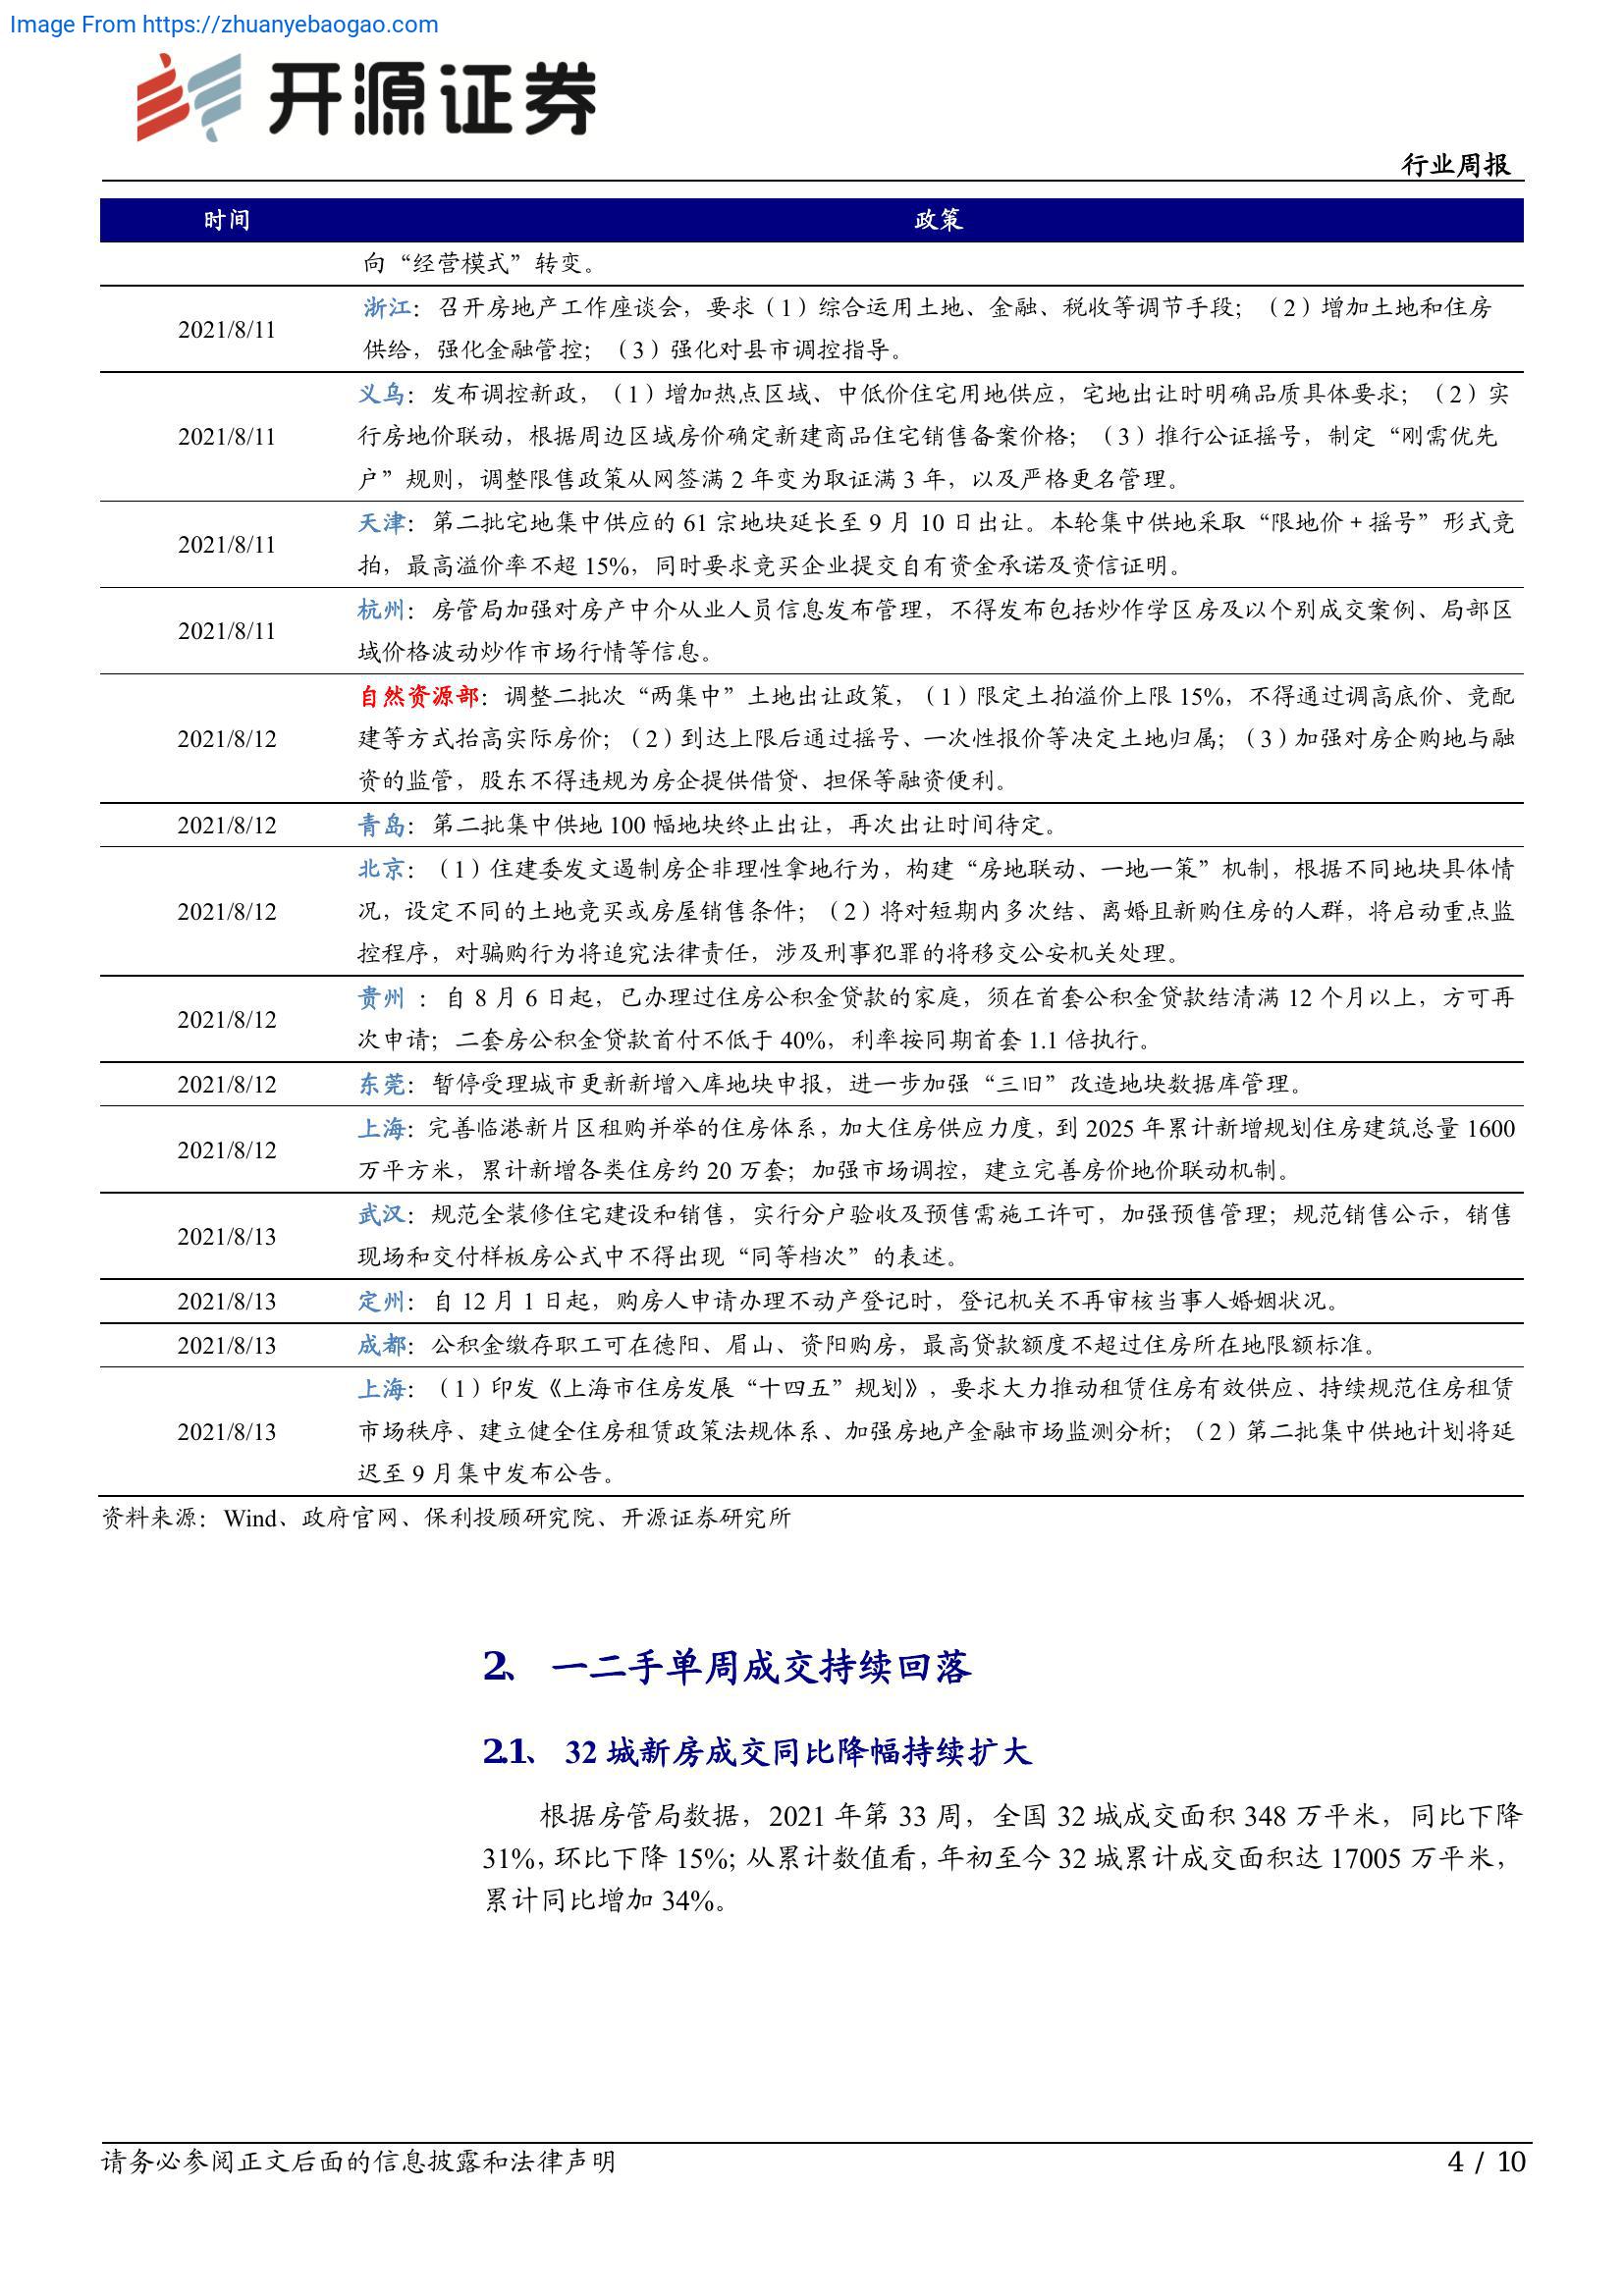 Image From https://zhuanyebaogao.com
开源证券
行业周报
时间 政策
向“经营模式”转变。
2021/8/11
浙江：召开房地产工作座谈会，要求（1）综合运用土地、金融、税收等调节手段；（2）增加土地和住房
供给，强化金融管控；（3）强化对县市调控指导。
2021/8/11
义乌：发布调控新政，（1）增加热点区域、中低价住宅用地供应，宅地出让时明确品质具体要求；（2）实
行房地价联动，根据周边区域房价确定新建商品住宅销售备案价格；（3）推行公证摇号，制定“刚需优先
户”规则，调整限售政策从网签满 2 年变为取证满 3 年，以及严格更名管理。
2021/8/11
天津：第二批宅地集中供应的 61 宗地块延长至 9 月 10 日出让。本轮集中供地采取“限地价+摇号”形式竞
拍，最高溢价率不超 15%，同时要求竞买企业提交自有资金承诺及资信证明。
2021/8/11
杭州：房管局加强对房产中介从业人员信息发布管理，不得发布包括炒作学区房及以个别成交案例、局部区
域价格波动炒作市场行情等信息。
2021/8/12
自然资源部：调整二批次“两集中”土地出让政策，（1）限定土拍溢价上限 15%，不得通过调高底价、竞配
建等方式抬高实际房价；（2）到达上限后通过摇号、一次性报价等决定土地归属；（3）加强对房企购地与融
资的监管，股东不得违规为房企提供借贷、担保等融资便利。
2021/8/12 青岛：第二批集中供地 100 幅地块终止出让，再次出让时间待定。
2021/8/12
北京：（1）住建委发文遏制房企非理性拿地行为，构建“房地联动、一地一策”机制，根据不同地块具体情
况，设定不同的土地竞买或房屋销售条件；（2）将对短期内多次结、离婚且新购住房的人群，将启动重点监
控程序，对骗购行为将追究法律责任，涉及刑事犯罪的将移交公安机关处理。
2021/8/12
贵州 ：自 8 月 6 日起，已办理过住房公积金贷款的家庭，须在首套公积金贷款结清满 12 个月以上，方可再
次申请；二套房公积金贷款首付不低于 40%，利率按同期首套 1.1 倍执行。
2021/8/12 东莞：暂停受理城市更新新增入库地块申报，进一步加强“三旧”改造地块数据库管理。
2021/8/12
上海：完善临港新片区租购并举的住房体系，加大住房供应力度，到 2025 年累计新增规划住房建筑总量 1600
万平方米，累计新增各类住房约 20 万套；加强市场调控，建立完善房价地价联动机制。
2021/8/13
武汉：规范全装修住宅建设和销售，实行分户验收及预售需施工许可，加强预售管理；规范销售公示，销售
现场和交付样板房公式中不得出现“同等档次”的表述。
2021/8/13 定州：自 12 月 1 日起，购房人申请办理不动产登记时，登记机关不再审核当事人婚姻状况。
2021/8/13 成都：公积金缴存职工可在德阳、眉山、资阳购房，最高贷款额度不超过住房所在地限额标准。
2021/8/13
上海：（1）印发《上海市住房发展“十四五”规划》，要求大力推动租赁住房有效供应、持续规范住房租赁
市场秩序、建立健全住房租赁政策法规体系、加强房地产金融市场监测分析；（2）第二批集中供地计划将延
迟至 9 月集中发布公告。
资料来源：Wind、政府官网、保利投顾研究院、开源证券研究所
2、 一二手单周成交持续回落
2.1、 32 城新房成交同比降幅持续扩大
根据房管局数据，2021 年第 33 周，全国 32 城成交面积 348 万平米，同比下降
31%，环比下降 15%；从累计数值看，年初至今 32 城累计成交面积达 17005 万平米，
累计同比增加 34%。
请务必参阅正文后面的信息披露和法律声明 4 / 10